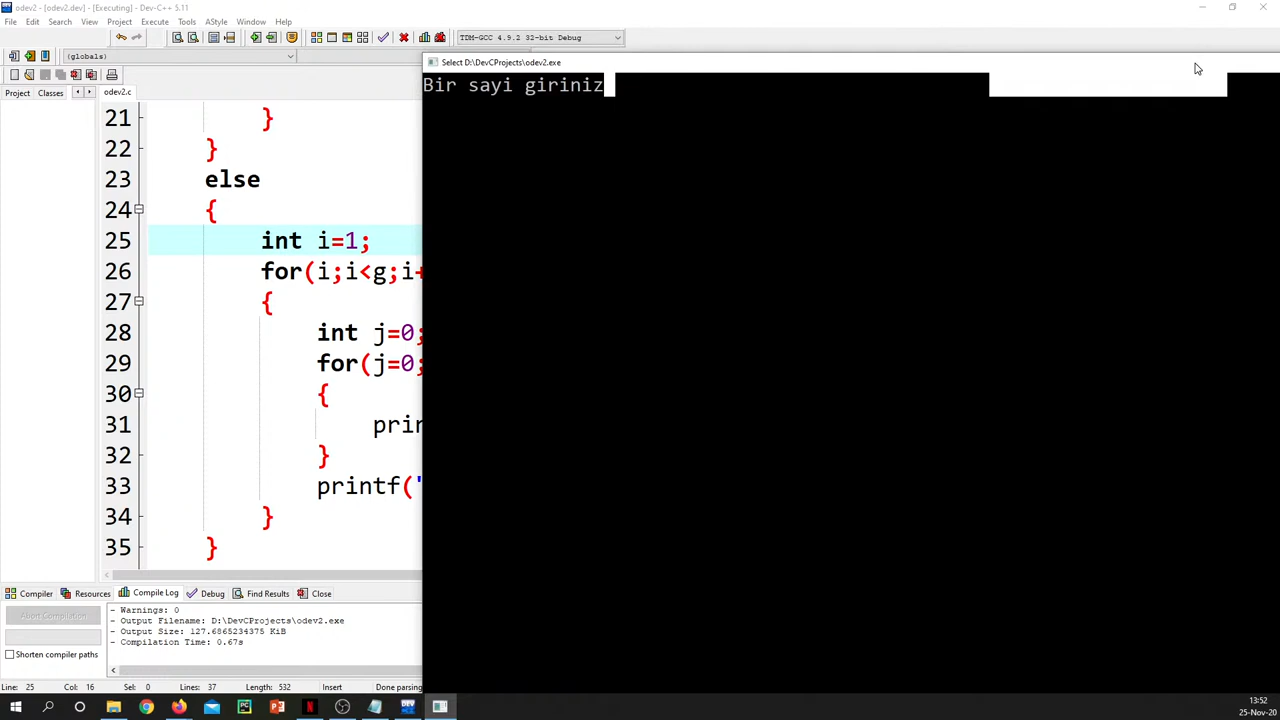 odev2 - [odev2.dev] - [Executing] - Dev-C++ 5.11
File Edit Search View Project Execute Tools AStyle Window Help
TDM-GCC 4.9.2 32-bit Debug
(globals)
Project Classes
odev2.c
21 }
22 }
23 else
24 {
25 int i=1;
26 for(i;i<g;i+
27 {
28 int j=0;
29 for(j=0;
30 {
31 prin
32 }
33 printf("
34 }
35 }
Select D:\DevCProjects\odev2.exe
Bir sayi giriniz
Compiler Resources Compile Log Debug Find Results Close
Abort Compilation
Shorten compiler paths
- Warnings: 0
- Output Filename: D:\DevCProjects\odev2.exe
- Output Size: 127.6865234375 KiB
- Compilation Time: 0.67s
Line: 25 Col: 16 Sel: 0 Lines: 37 Length: 532 Insert Done parsing
13:52
25-Nov-20